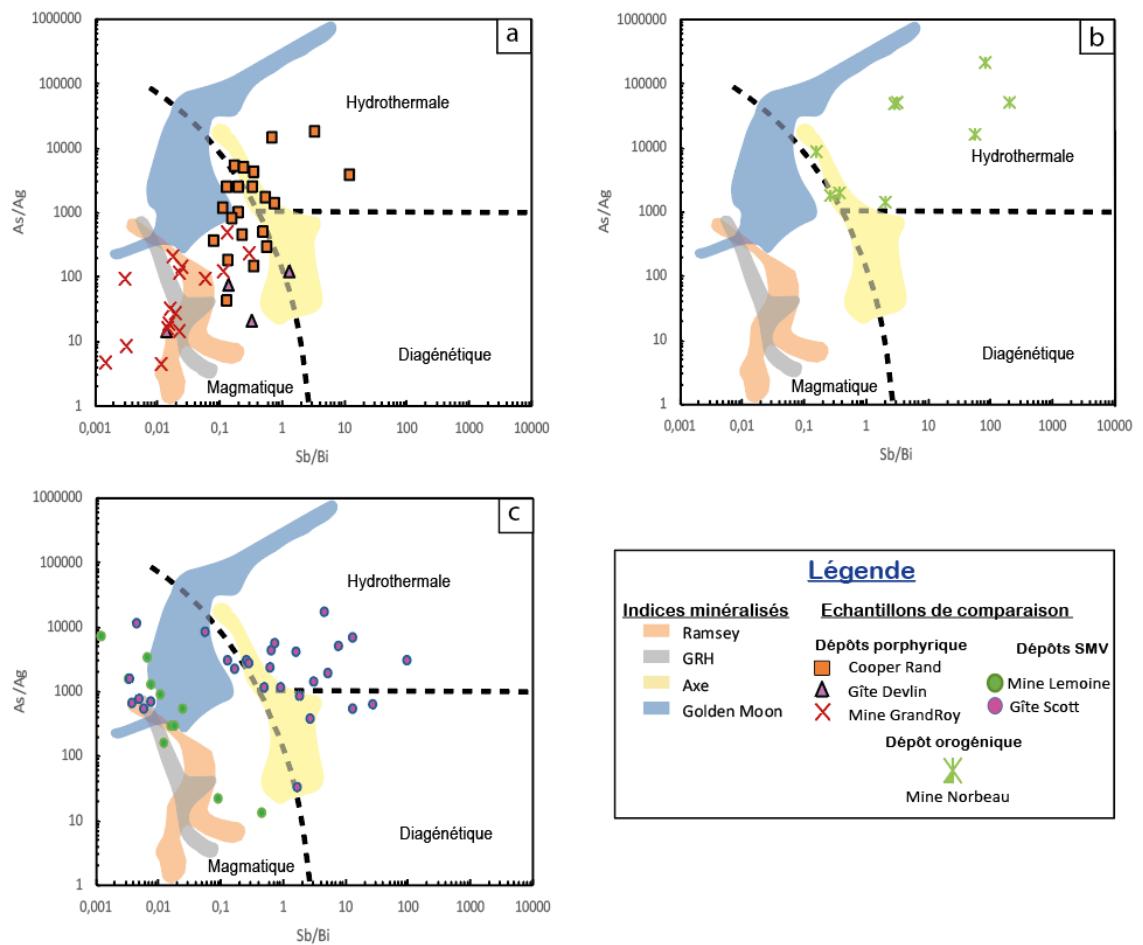 a
1000000
100000
10000
1000
100
10
1
As/Ag
Hydrothermale
Diagénétique
Magmatique
0,001 0,01 0,1 1 10 100 1000 10000
Sb/Bi
b
1000000
100000
10000
1000
100
10
1
As/Ag
Hydrothermale
Diagénétique
Magmatique
0,001 0,01 0,1 1 10 100 1000 10000
Sb/Bi
c
1000000
100000
10000
1000
100
10
1
As/Ag
Hydrothermale
Diagénétique
Magmatique
0,001 0,01 0,1 1 10 100 1000 10000
Sb/Bi
Légende
Indices minéralisés
Ramsey
GRH
Axe
Golden Moon
Echantillons de comparaison
Dépôts porphyrique
Cooper Rand
Gîte Devlin
Mine GrandRoy
Dépôts SMV
Mine Lemoine
Gîte Scott
Dépôt orogénique
Mine Norbeau